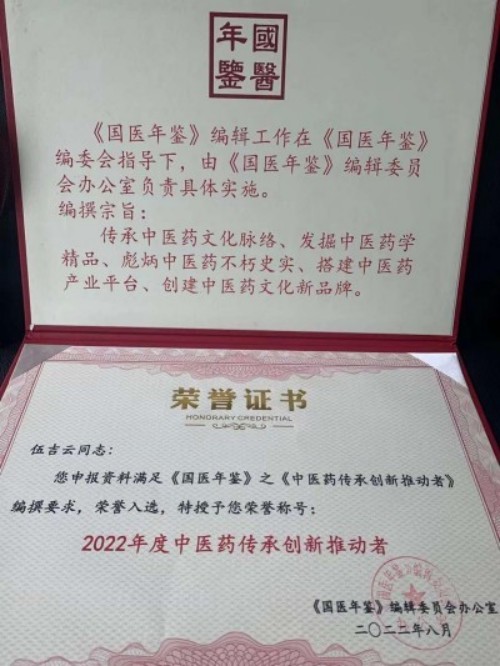 國醫
年鑒
《国医年鉴》编辑工作在《国医年鉴》
编委会指导下，由《国医年鉴》编辑委员
会办公室负责具体实施。
编撰宗旨：
传承中医药文化脉络、发掘中医药学
精品、彪炳中医药不朽史实、搭建中医药
产业平台、创建中医药文化新品牌。
荣誉证书
HONORARY CREDENTIAL
伍吉云同志：
您申报资料满足《国医年鉴》之《中医药传承创新推动者》
编撰要求，荣誉入选，特授予您荣誉称号：
2022年度中医药传承创新推动者
《国医年鉴》编辑委员会办公室
二〇二二年八月